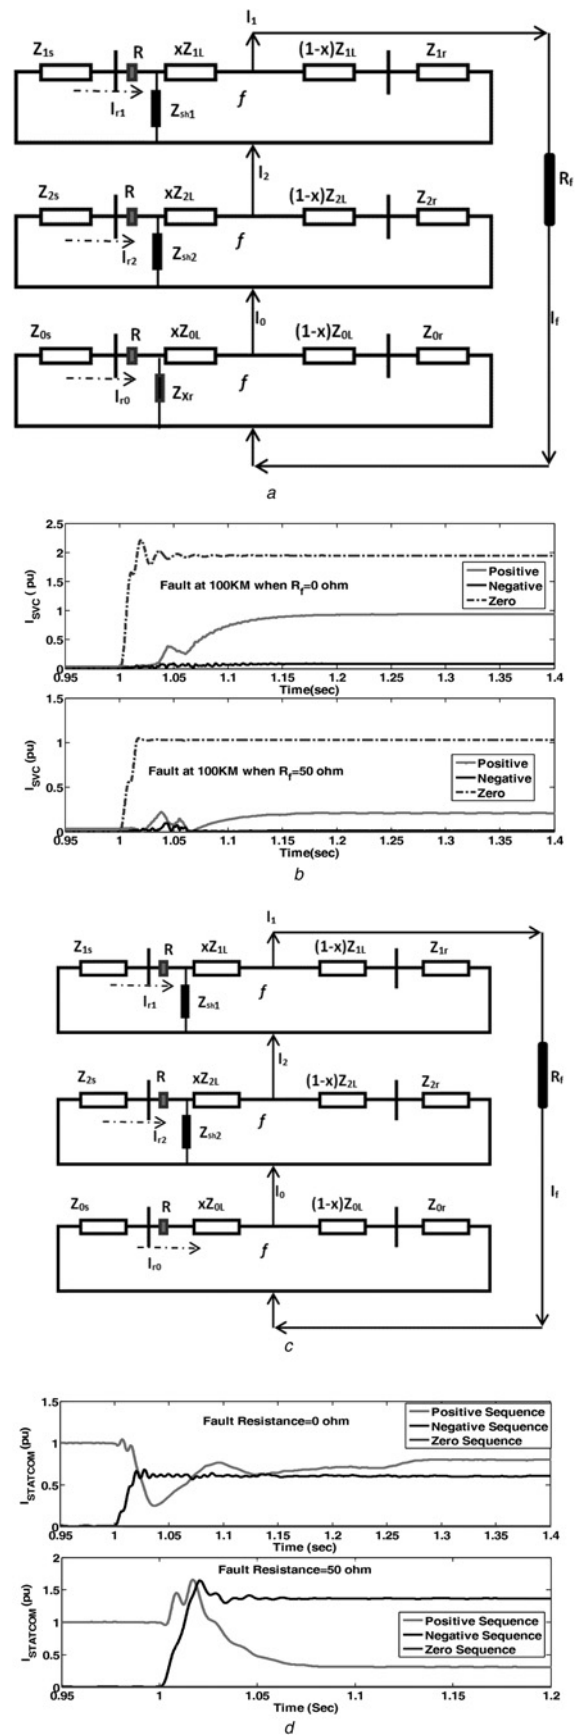 I1
Z1s
R
xZ1L
(1-x)Z1L
Z1r
Ir1
Zsh1
f
I2
Rf
Z2s
R
xZ2L
(1-x)Z2L
Z2r
Ir2
Zsh2
f
I0
If
Z0s
R
xZ0L
(1-x)Z0L
Z0r
Ir0
Zxr
f
a
ISVC (pu)
2.5
2
1.5
1
0.5
0
Fault at 100KM when Rf=0 ohm
Positive
Negative
Zero
0.95 1 1.05 1.1 1.15 1.2 1.25 1.3 1.35 1.4
Time(sec)
ISVC (pu)
1.5
1
0.5
0
Fault at 100KM when Rf=50 ohm
Positive
Negative
Zero
0.95 1 1.05 1.1 1.15 1.2 1.25 1.3 1.35 1.4
Time(sec)
b
I1
Z1s
R
xZ1L
(1-x)Z1L
Z1r
Ir1
Zsh1
f
I2
Rf
Z2s
R
xZ2L
(1-x)Z2L
Z2r
Ir2
Zsh2
f
I0
If
Z0s
R
xZ0L
(1-x)Z0L
Z0r
Ir0
f
c
ISTATCOM (pu)
1.5
1
0.5
0
Fault Resistance=0 ohm
Positive Sequence
Negative Sequence
Zero Sequence
0.95 1 1.05 1.1 1.15 1.2 1.25 1.3 1.35 1.4
Time (Sec)
ISTATCOM (pu)
2
1.5
1
0.5
0
Fault Resistance=50 ohm
Positive Sequence
Negative Sequence
Zero Sequence
0.95 1 1.05 1.1 1.15 1.2
Time (Sec)
d